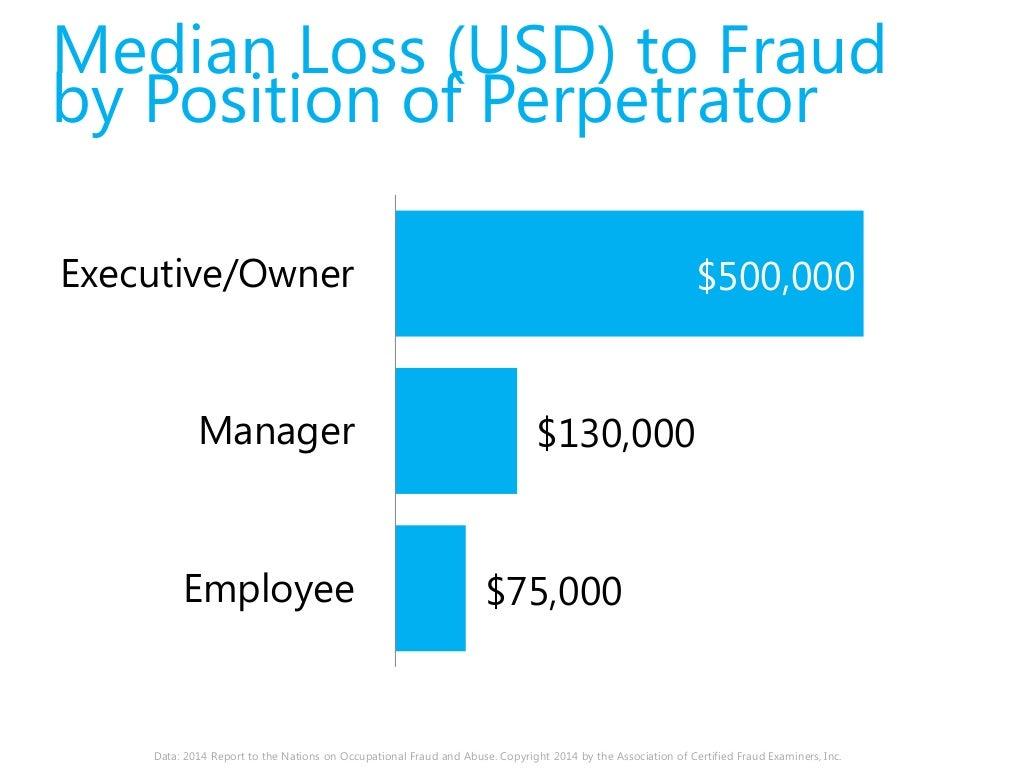 Median Loss (USD) to Fraud
by Position of Perpetrator
Executive/Owner
$500,000
Manager
$130,000
Employee
$75,000
Data: 2014 Report to the Nations on Occupational Fraud and Abuse. Copyright 2014 by the Association of Certified Fraud Examiners, Inc.